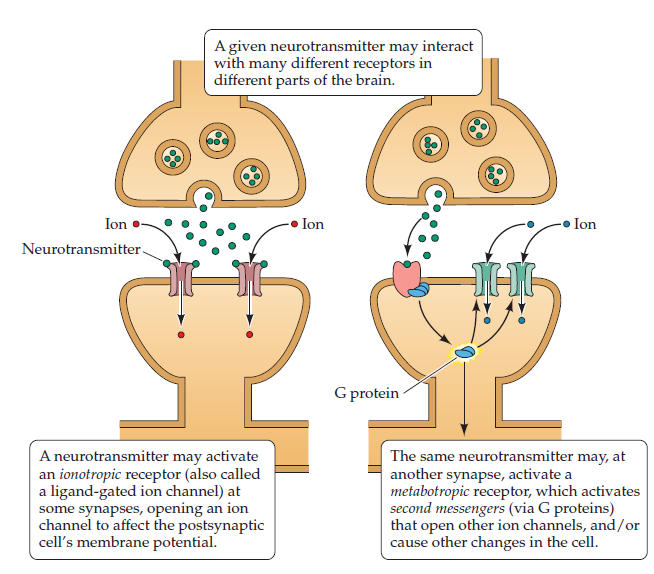 A given neurotransmitter may interact
with many different receptors in
different parts of the brain.
Ion
Ion
Neurotransmitter
Ion
G protein
A neurotransmitter may activate
an ionotropic receptor (also called
a ligand-gated ion channel) at
some synapses, opening an ion
channel to affect the postsynaptic
cell’s membrane potential.
The same neurotransmitter may, at
another synapse, activate a
metabotropic receptor, which activates
second messengers (via G proteins)
that open other ion channels, and/or
cause other changes in the cell.